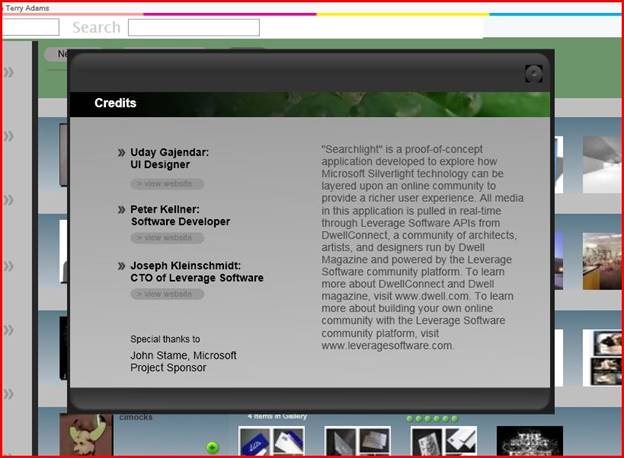 Terry Adams
Search
Credits
Uday Gajendar:
UI Designer
> view website
Peter Kellner:
Software Developer
> view website
Joseph Kleinschmidt:
CTO of Leverage Software
> view website
Special thanks to
John Stame, Microsoft
Project Sponsor
"Searchlight" is a proof-of-concept
application developed to explore how
Microsoft Silverlight technology can be
layered upon an online community to
provide a richer user experience. All media
in this application is pulled in real-time
through Leverage Software APIs from
DwellConnect, a community of architects,
artists, and designers run by Dwell
Magazine and powered by the Leverage
Software community platform. To learn
more about DwellConnect and Dwell
magazine, visit www.dwell.com. To learn
more about building your own online
community with the Leverage Software
community platform, visit
www.leveragesoftware.com.
cimocks
4 Items in Gallery